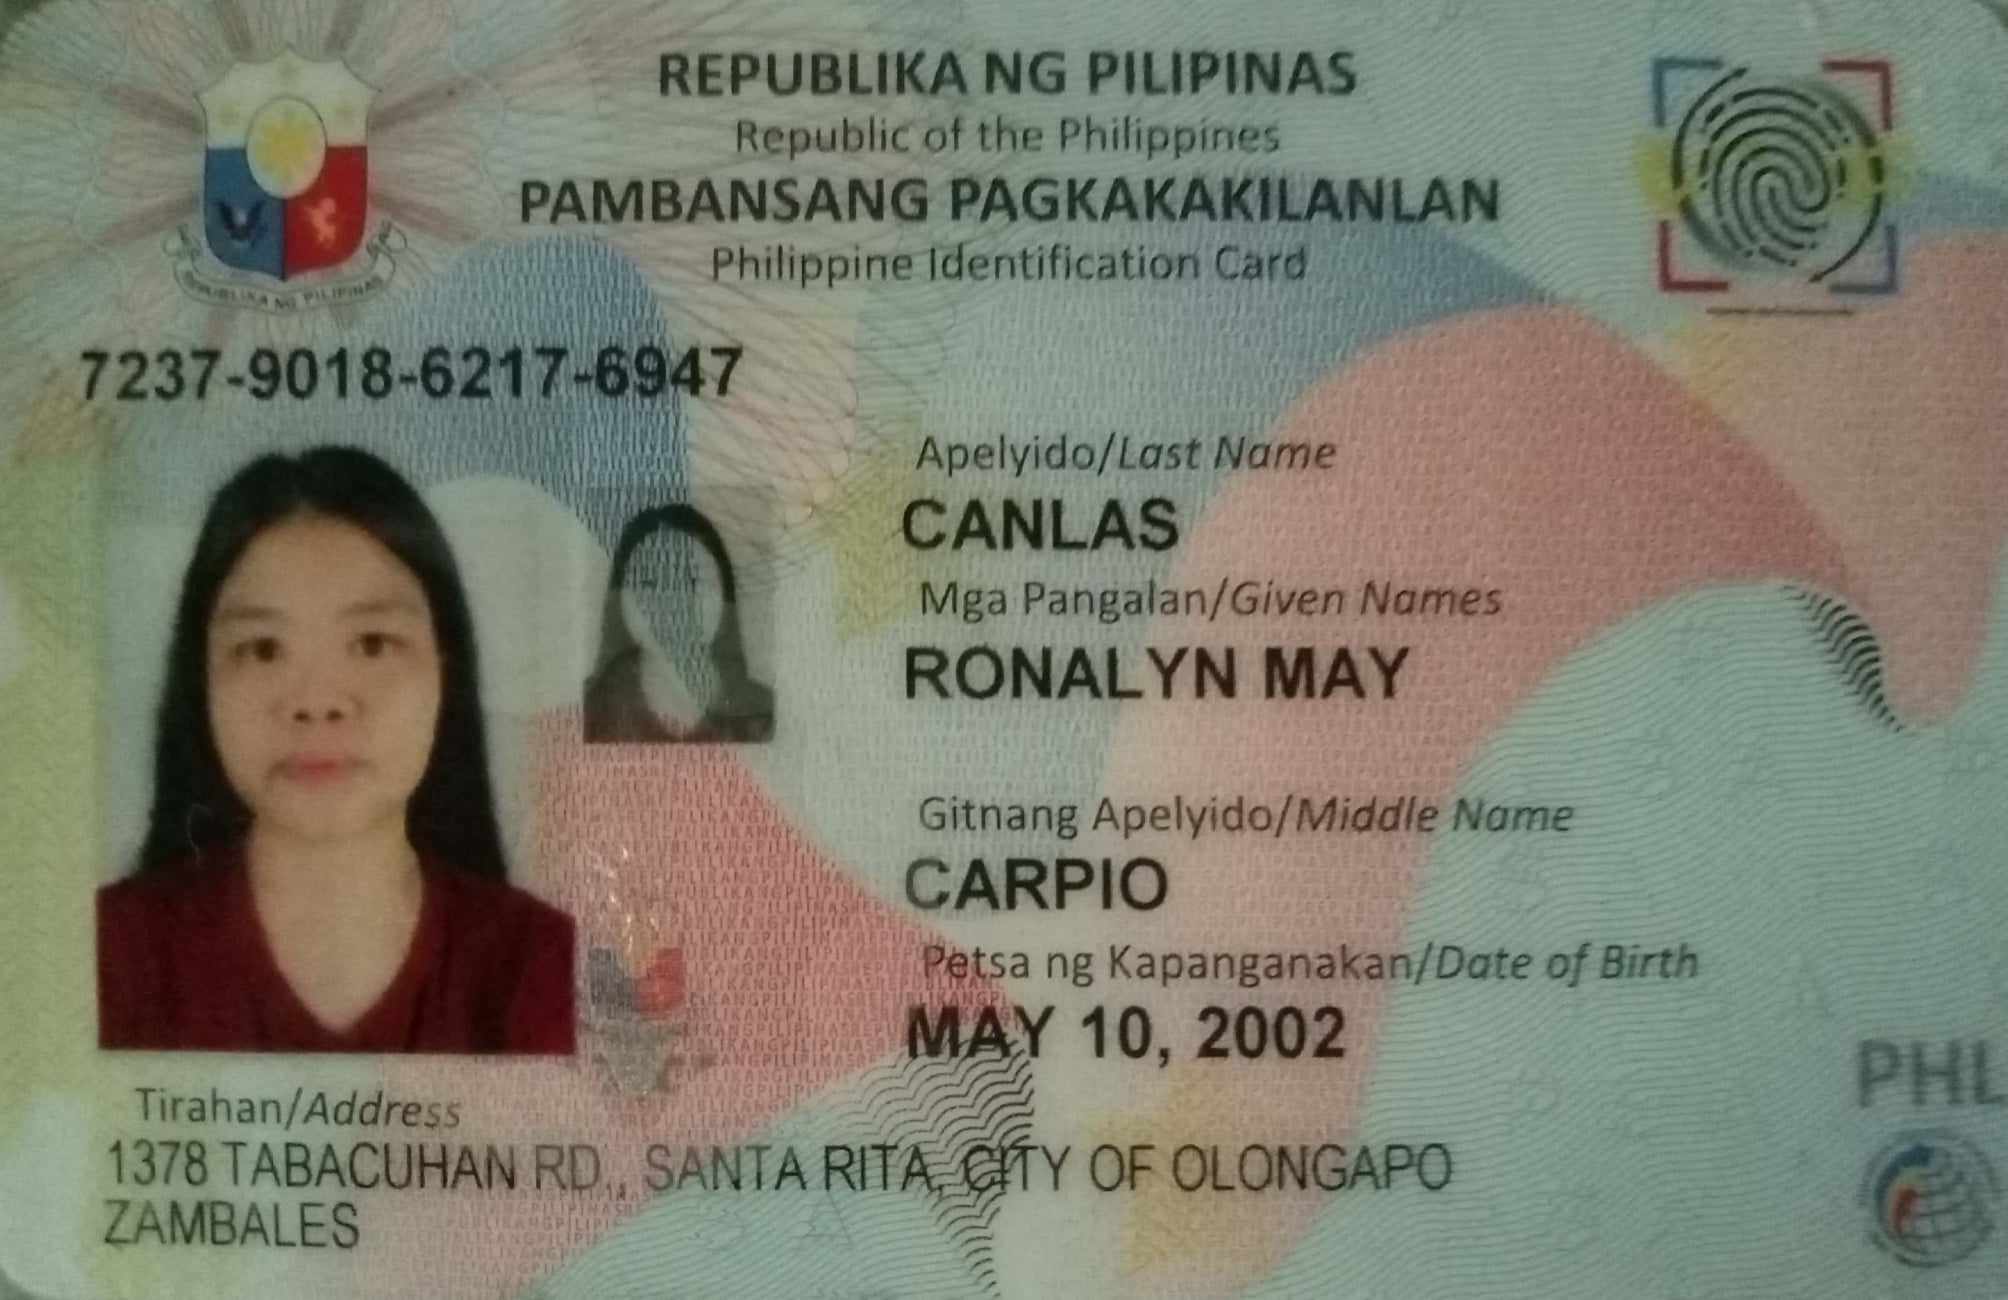 REPUBLIKA NG PILIPINAS
Republic of the Philippines
PAMBANSANG PAGKAKAKILANLAN
Philippine Identification Card
REPUBLIKA NG PILIPINAS
7237-9018-6217-6947
Apelyido/Last Name
CANLAS
Mga Pangalan/Given Names
RONALYN MAY
Gitnang Apelyido/Middle Name
CARPIO
Petsa ng Kapanganakan/Date of Birth
MAY 10, 2002
PHL
Tirahan/Address
1378 TABACUHAN RD., SANTA RITA, CITY OF OLONGAPO
ZAMBALES